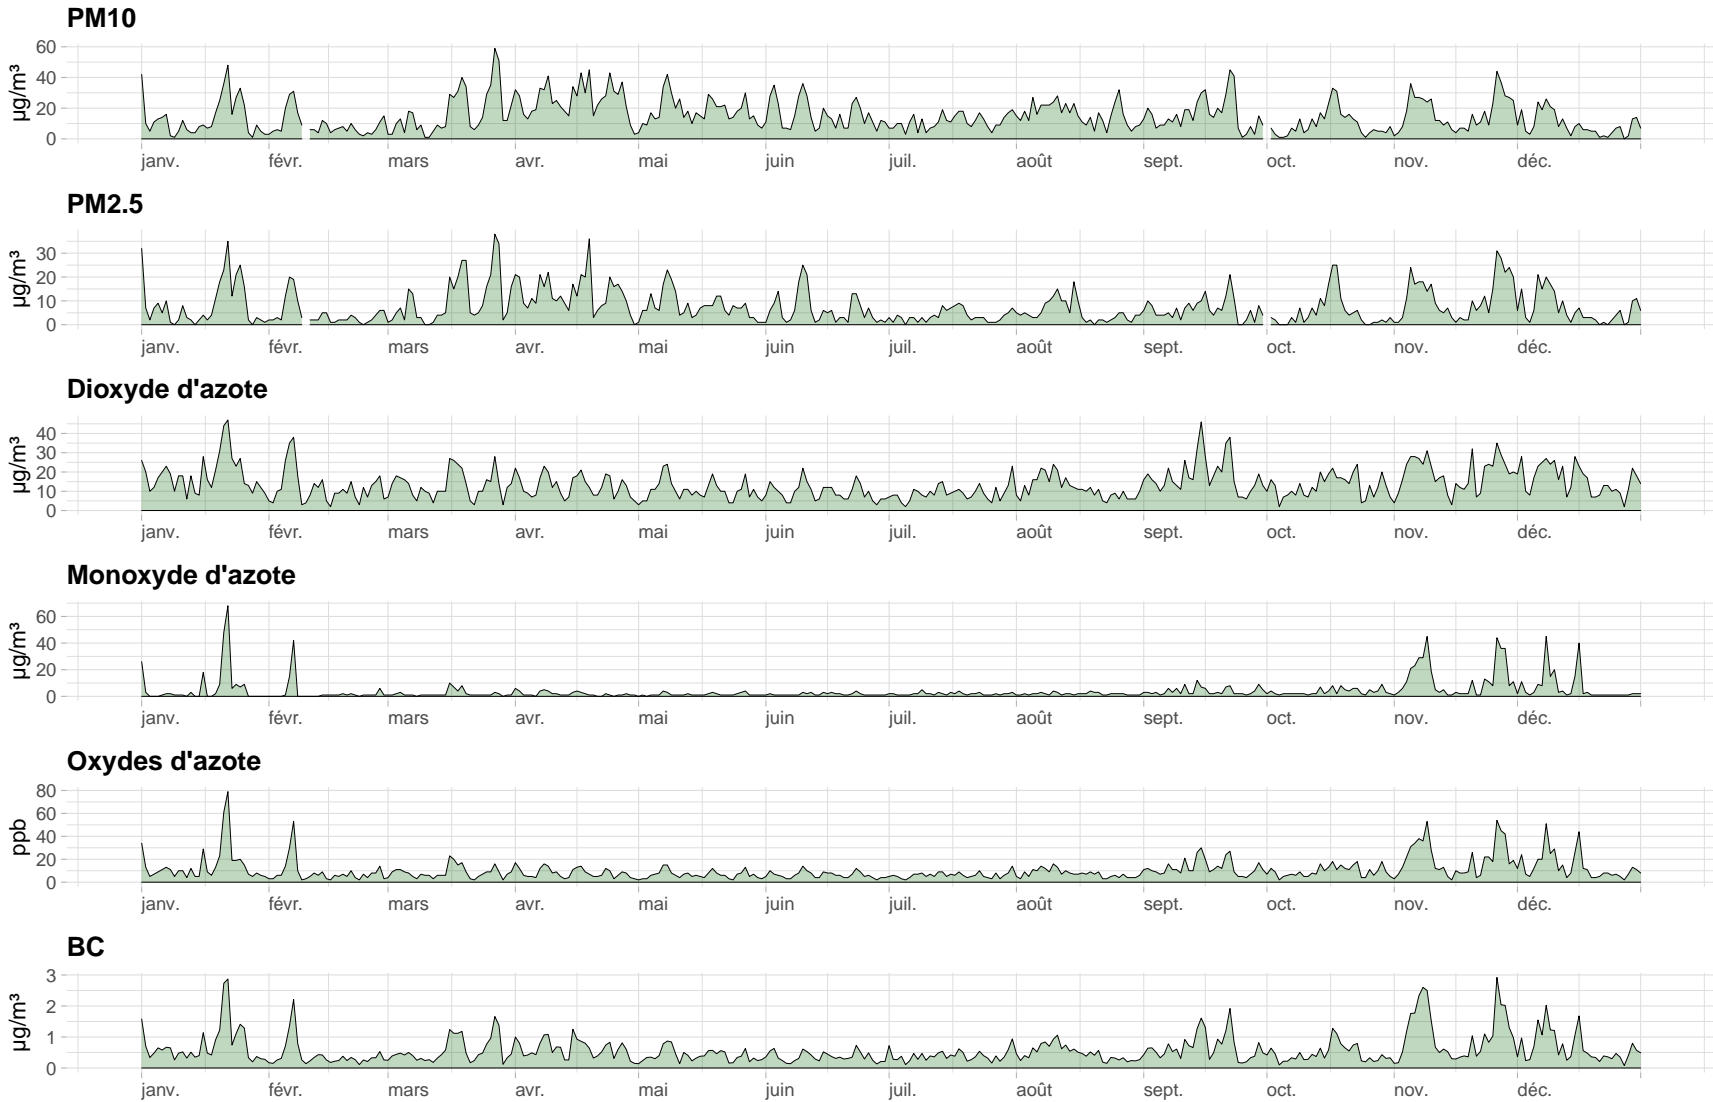 PM10
60
40
20
0
µg/m³
janv. févr. mars avr. mai juin juil. août sept. oct. nov. déc.
PM2.5
30
20
10
0
µg/m³
janv. févr. mars avr. mai juin juil. août sept. oct. nov. déc.
Dioxyde d'azote
40
30
20
10
0
µg/m³
janv. févr. mars avr. mai juin juil. août sept. oct. nov. déc.
Monoxyde d'azote
60
40
20
0
µg/m³
janv. févr. mars avr. mai juin juil. août sept. oct. nov. déc.
Oxydes d'azote
80
60
40
20
0
ppb
janv. févr. mars avr. mai juin juil. août sept. oct. nov. déc.
BC
3
2
1
0
µg/m³
janv. févr. mars avr. mai juin juil. août sept. oct. nov. déc.